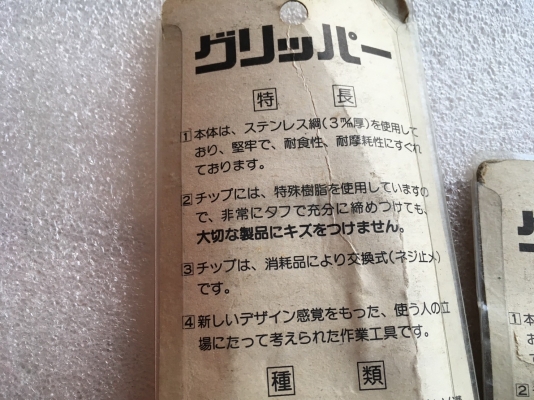 グリッパー
特 長
1 本体は、ステンレス綱(3㎜厚)を使用して
おり、堅牢で、耐食性、耐摩耗性にすぐれ
ております。
2 チップには、特殊樹脂を使用していますの
で、非常にタフで充分に締めつけても、
大切な製品にキズをつけません。
3 チップは、消耗品により交換式(ネジ止メ)
です。
4 新しいデザイン感覚をもった、使う人の立
場にたって考えられた作業工具です。
種 類
1 本
2 チ